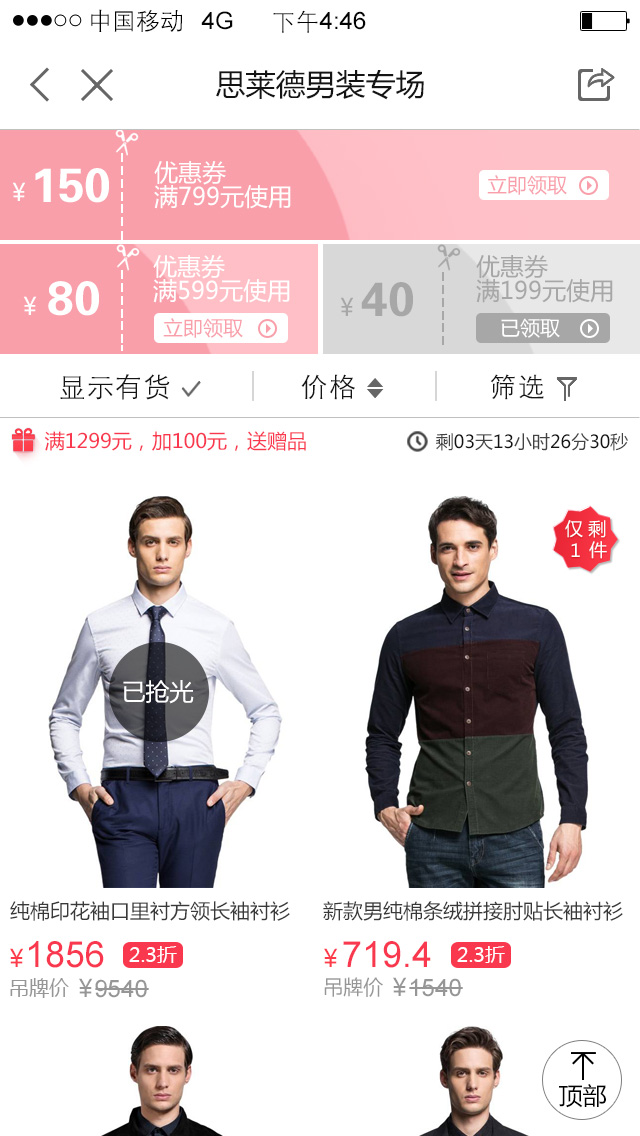 中国移动 4G 下午4:46
思莱德男装专场
¥ 150
优惠券
满799元使用
立即领取
¥ 80
优惠券
满599元使用
立即领取
¥ 40
优惠券
满199元使用
已领取
显示有货 价格 筛选
满1299元，加100元，送赠品 剩03天13小时26分30秒
仅剩
1件
已抢光
纯棉印花袖口里衬方领长袖衬衫
¥1856 2.3折
吊牌价 ¥9540
新款男纯棉条绒拼接肘贴长袖衬衫
¥719.4 2.3折
吊牌价 ¥1540
顶部